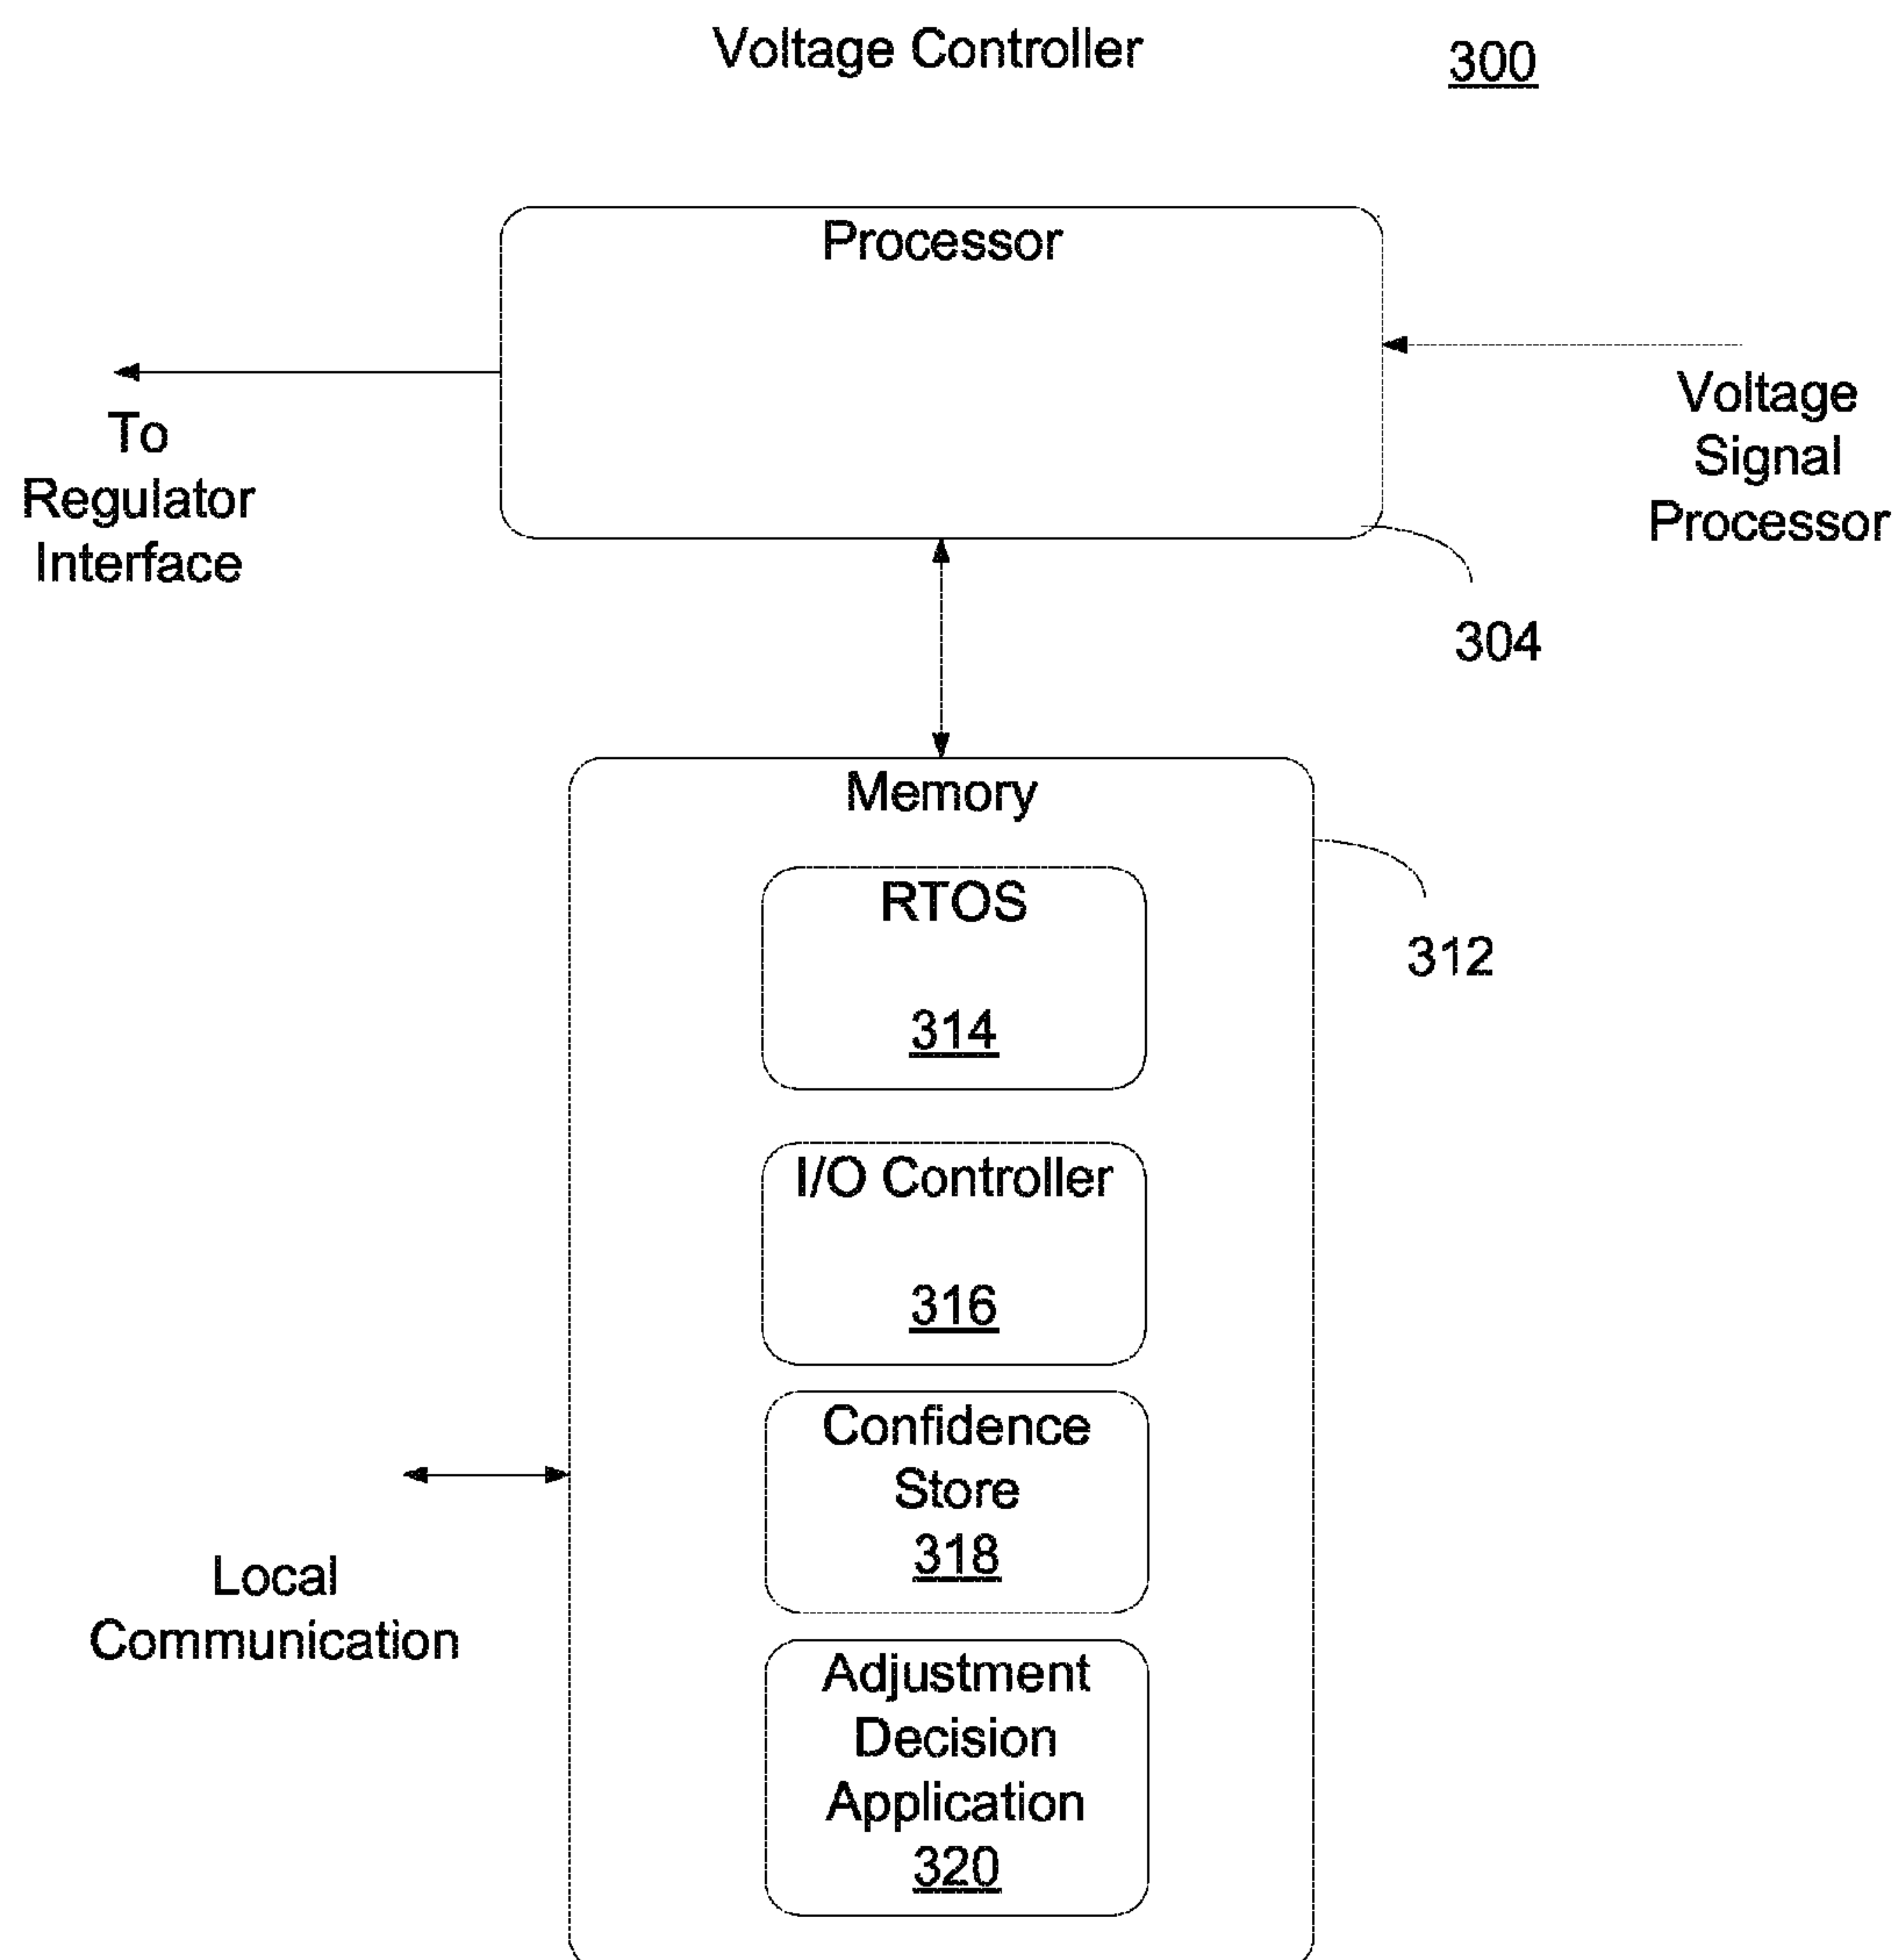 Voltage Controller
300
Processor
To
Regulator
Interface
Voltage
Signal
Processor
304
Memory
RTOS
314
312
I/O Controller
316
Confidence
Store
318
Local
Communication
Adjustment
Decision
Application
320